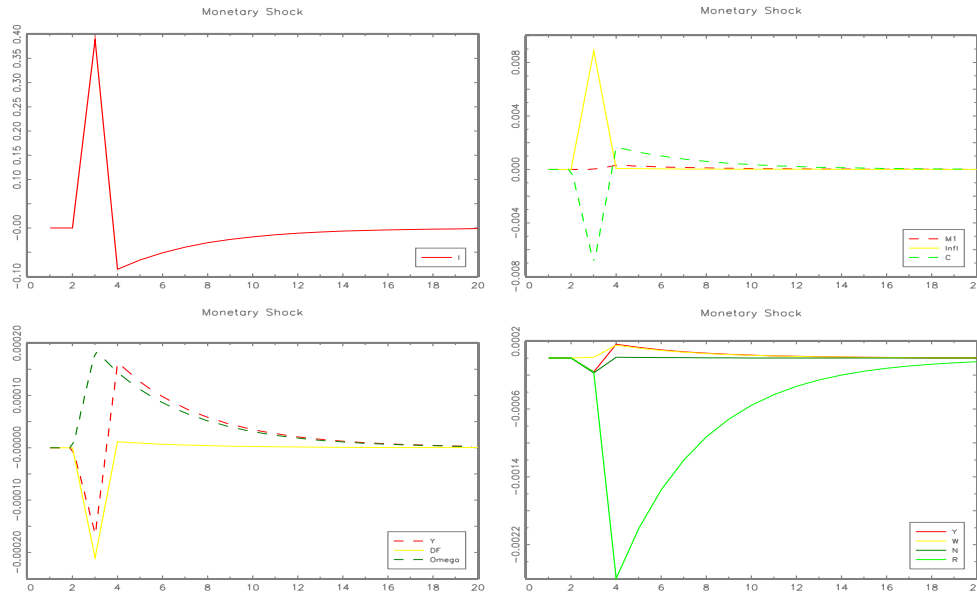 Monetary Shock
0.40
0.35
0.30
0.25
0.20
0.15
0.10
0.05
-0.00
-0.10
0 2 4 6 8 10 12 14 16 18 20
I
Monetary Shock
0.008
0.004
0.000
-0.004
-0.008
0 2 4 6 8 10 12 14 16 18 2
M1
Infl
C
Monetary Shock
0.00020
0.00010
-0.00000
-0.00010
-0.00020
0 2 4 6 8 10 12 14 16 18 20
Y
DF
Omega
Monetary Shock
0.0002
-0.0006
-0.0014
-0.0022
0 2 4 6 8 10 12 14 16 18 2
Y
W
N
R